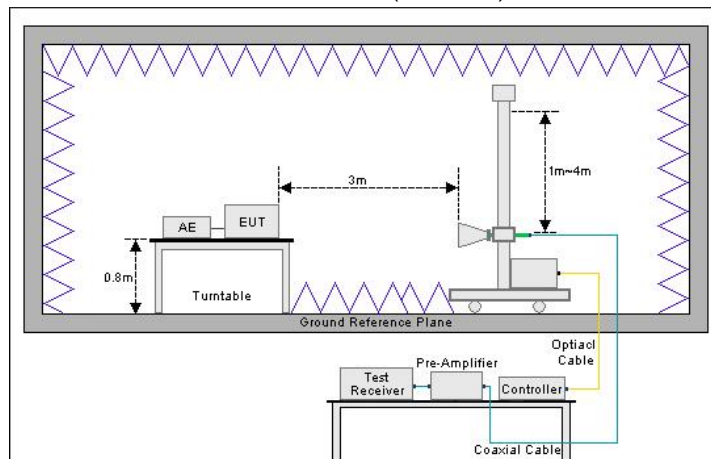 3m
1m~4m
AE
EUT
0.8m
Turntable
Ground Reference Plane
Optiacl
Cable
Pre-Amplifier
Test
Receiver
Controller
Coaxial Cable